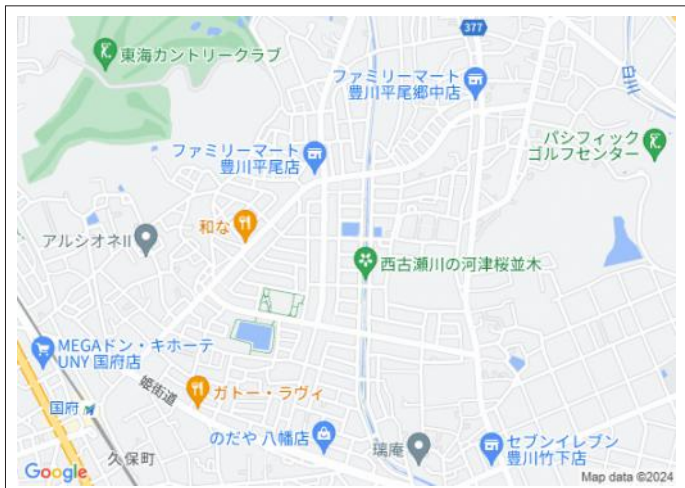 377
東海カントリークラブ
ファミリーマート
豊川平尾郷中店
白川
パシフィック
ゴルフセンター
ファミリーマート
豊川平尾店
和な
アルシオネII
西古瀬川の河津桜並木
MEGAドン・キホーテ
UNY 国府店
姫街道
ガトー・ラヴィ
国府
のだや 八幡店
久保町
璃庵
セブンイレブン
豊川竹下店
Google
Map data ©2024